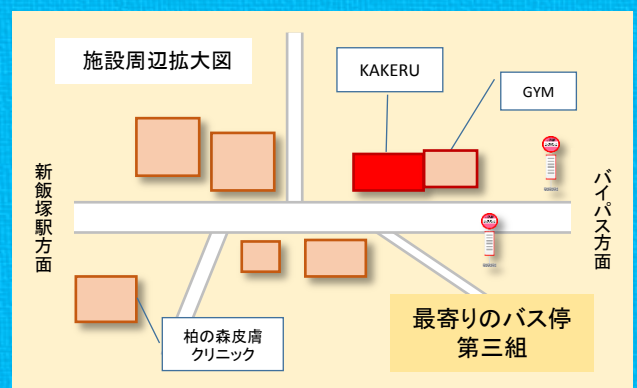 施設周辺拡大図
KAKERU
GYM
新飯塚駅方面
バイパス方面
柏の森皮膚
クリニック
最寄りのバス停
第三組